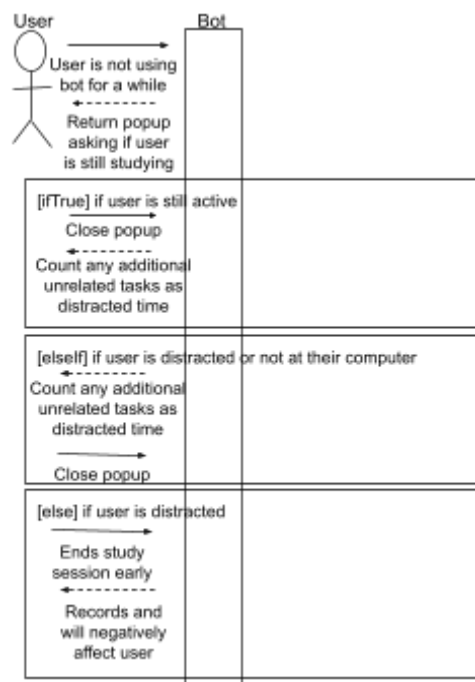 User
Bot
User is not using
bot for a while
Return popup
asking if user
is still studying
[ifTrue] if user is still active
Close popup
Count any additional
unrelated tasks as
distracted time
[elseIf] if user is distracted or not at their computer
Count any additional
unrelated tasks as
distracted time
Close popup
[else] if user is distracted
Ends study
session early
Records and
will negatively
affect user